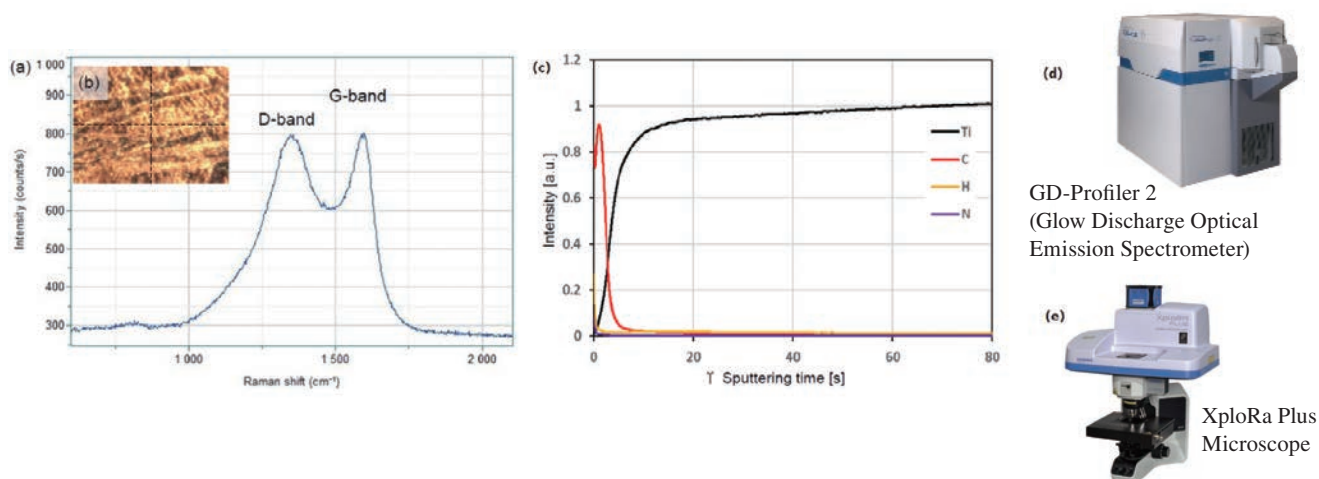 (a)
1 000
900
800
700
600
500
400
300
Intensity (counts/s)
(b)
D-band
G-band
1 000
1 500
2 000
Raman shift (cm⁻¹)
(c)
1.2
1
0.8
0.6
0.4
0.2
0
Intensity [a.u.]
Ti
C
H
N
0
20
40
60
80
ϒ Sputtering time [s]
(d)
GD-Profiler 2
(Glow Discharge Optical
Emission Spectrometer)
(e)
XploRA
PLUS
XploRa Plus
Microscope